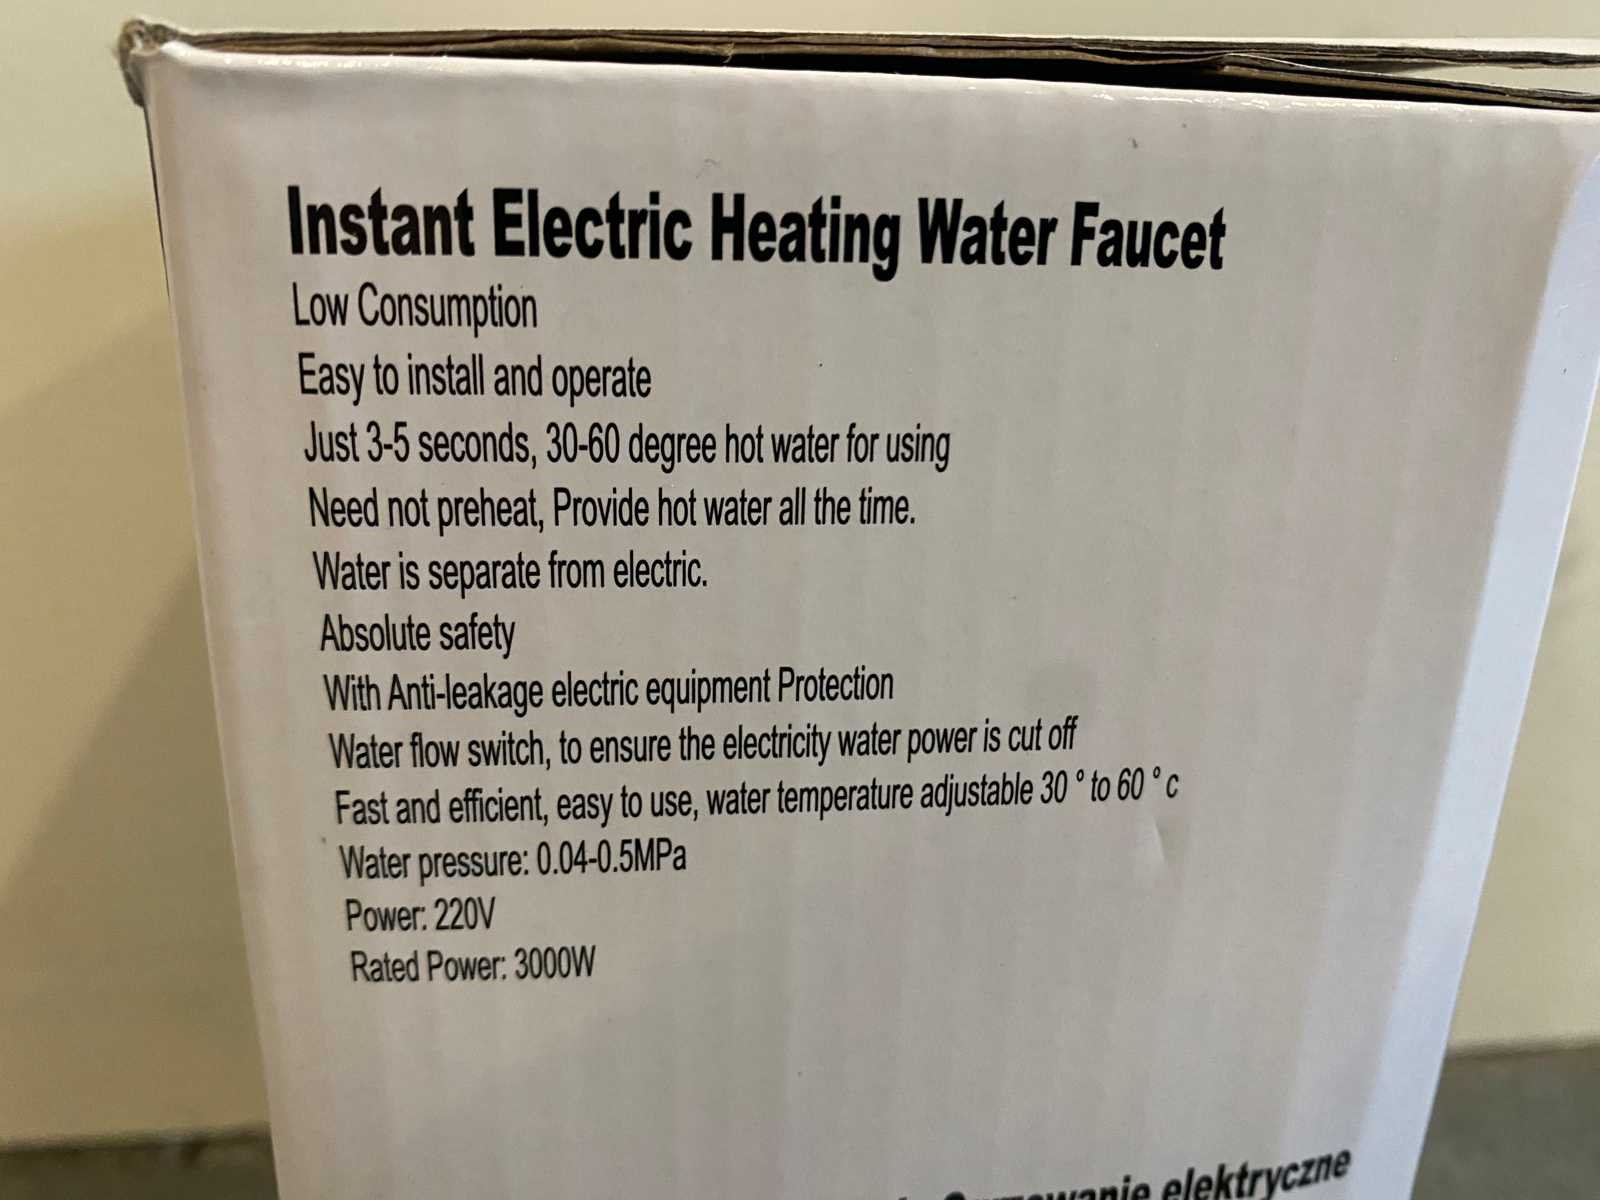 Instant Electric Heating Water Faucet
Low Consumption
Easy to install and operate
Just 3-5 seconds, 30-60 degree hot water for using
Need not preheat, Provide hot water all the time.
Water is separate from electric.
Absolute safety
With Anti-leakage electric equipment Protection
Water flow switch, to ensure the electricity water power is cut off
Fast and efficient, easy to use, water temperature adjustable 30 ° to 60 ° c
Water pressure: 0.04-0.5MPa
Power: 220V
Rated Power: 3000W
elektryczne